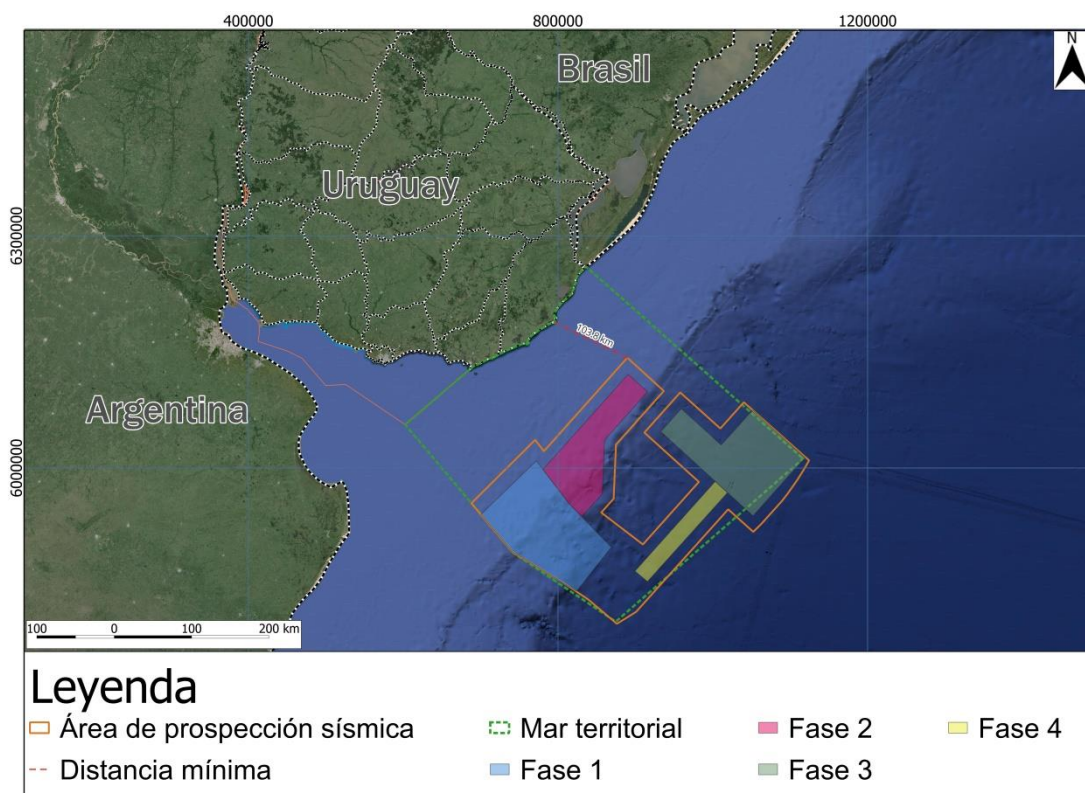 400000 800000 1200000
N
Brasil
Uruguay
6300000
103.8 km
Argentina
6000000
100 0 100 200 km
Leyenda
Área de prospección sísmica Mar territorial Fase 2 Fase 4
Distancia mínima Fase 1 Fase 3